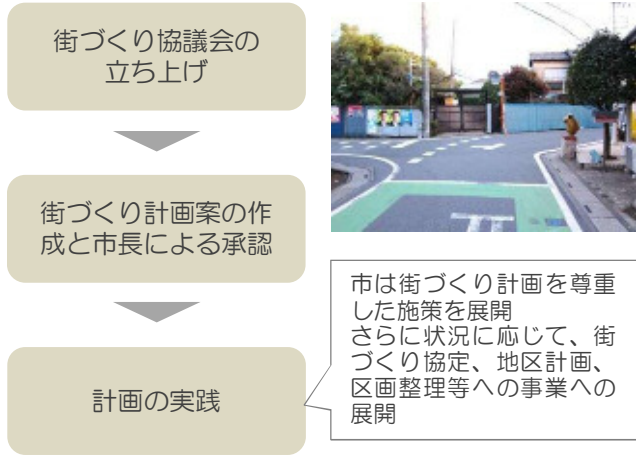 街づくり協議会の
立ち上げ
街づくり計画案の作
成と市長による承認
計画の実践
市は街づくり計画を尊重
した施策を展開
さらに状況に応じて、街
づくり協定、地区計画、
区画整理等への事業への
展開